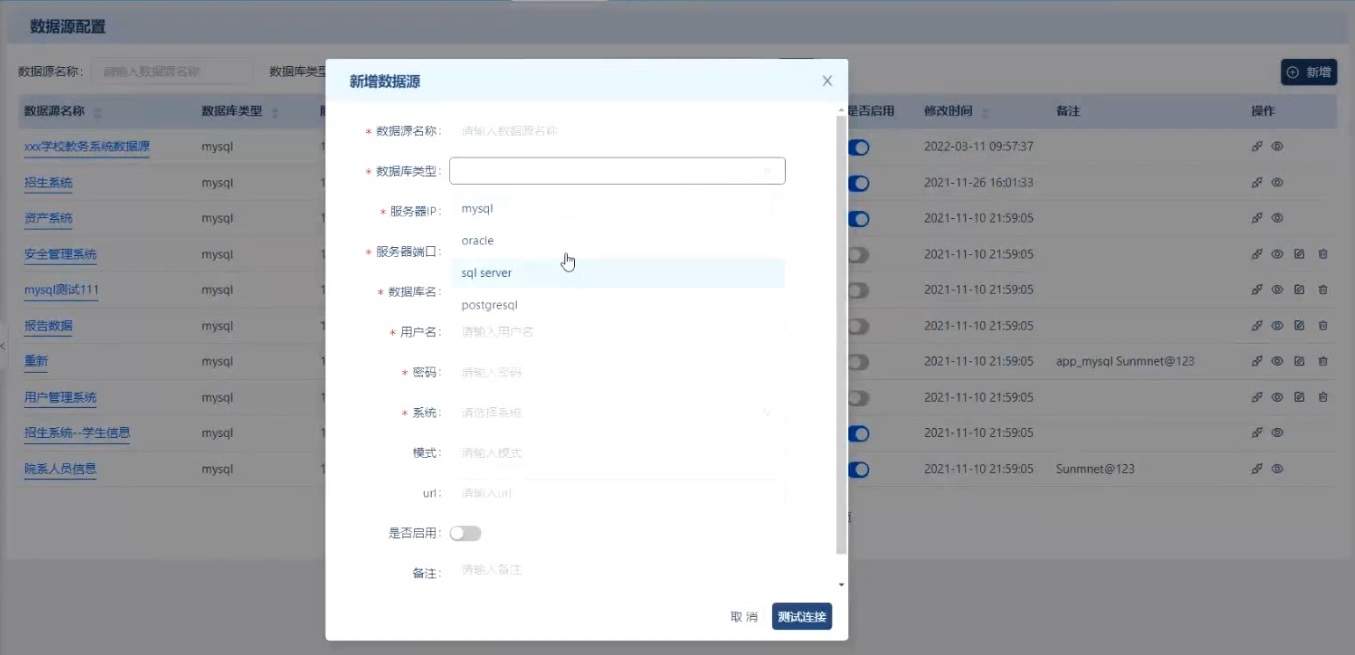 数据源配置
数据源名称: 请输入数据源名称 数据库类型
新增
数据源名称 数据库类型 是否启用 修改时间 备注 操作
xxx学校教务系统数据源 mysql 1 2022-03-11 09:57:37
招生系统 mysql 1 2021-11-26 16:01:33
资产系统 mysql 1 2021-11-10 21:59:05
安全管理系统 mysql 1 2021-11-10 21:59:05
mysql测试111 mysql 1 2021-11-10 21:59:05
报告数据 mysql 1 2021-11-10 21:59:05
重新 mysql 1 2021-11-10 21:59:05 app_mysql Sunmnet@123
用户管理系统 mysql 1 2021-11-10 21:59:05
招生系统--学生信息 mysql 1 2021-11-10 21:59:05
院系人员信息 mysql 1 2021-11-10 21:59:05 Sunmnet@123
新增数据源
* 数据源名称: 请输入数据源名称
* 数据库类型:
* 服务器IP:
mysql
oracle
* 服务器端口:
sql server
* 数据库名:
postgresql
* 用户名: 请输入用户名
* 密码: 请输入密码
* 系统: 请选择系统
模式: 请输入模式
url: 请输入url
是否启用:
备注: 请输入备注
取 消 测试连接